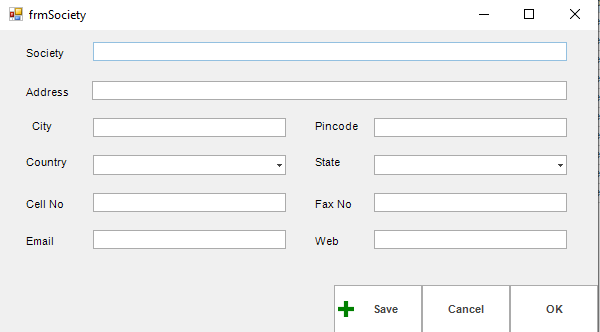 frmSociety
Society
Address
City Pincode
Country State
Cell No Fax No
Email Web
Save Cancel OK